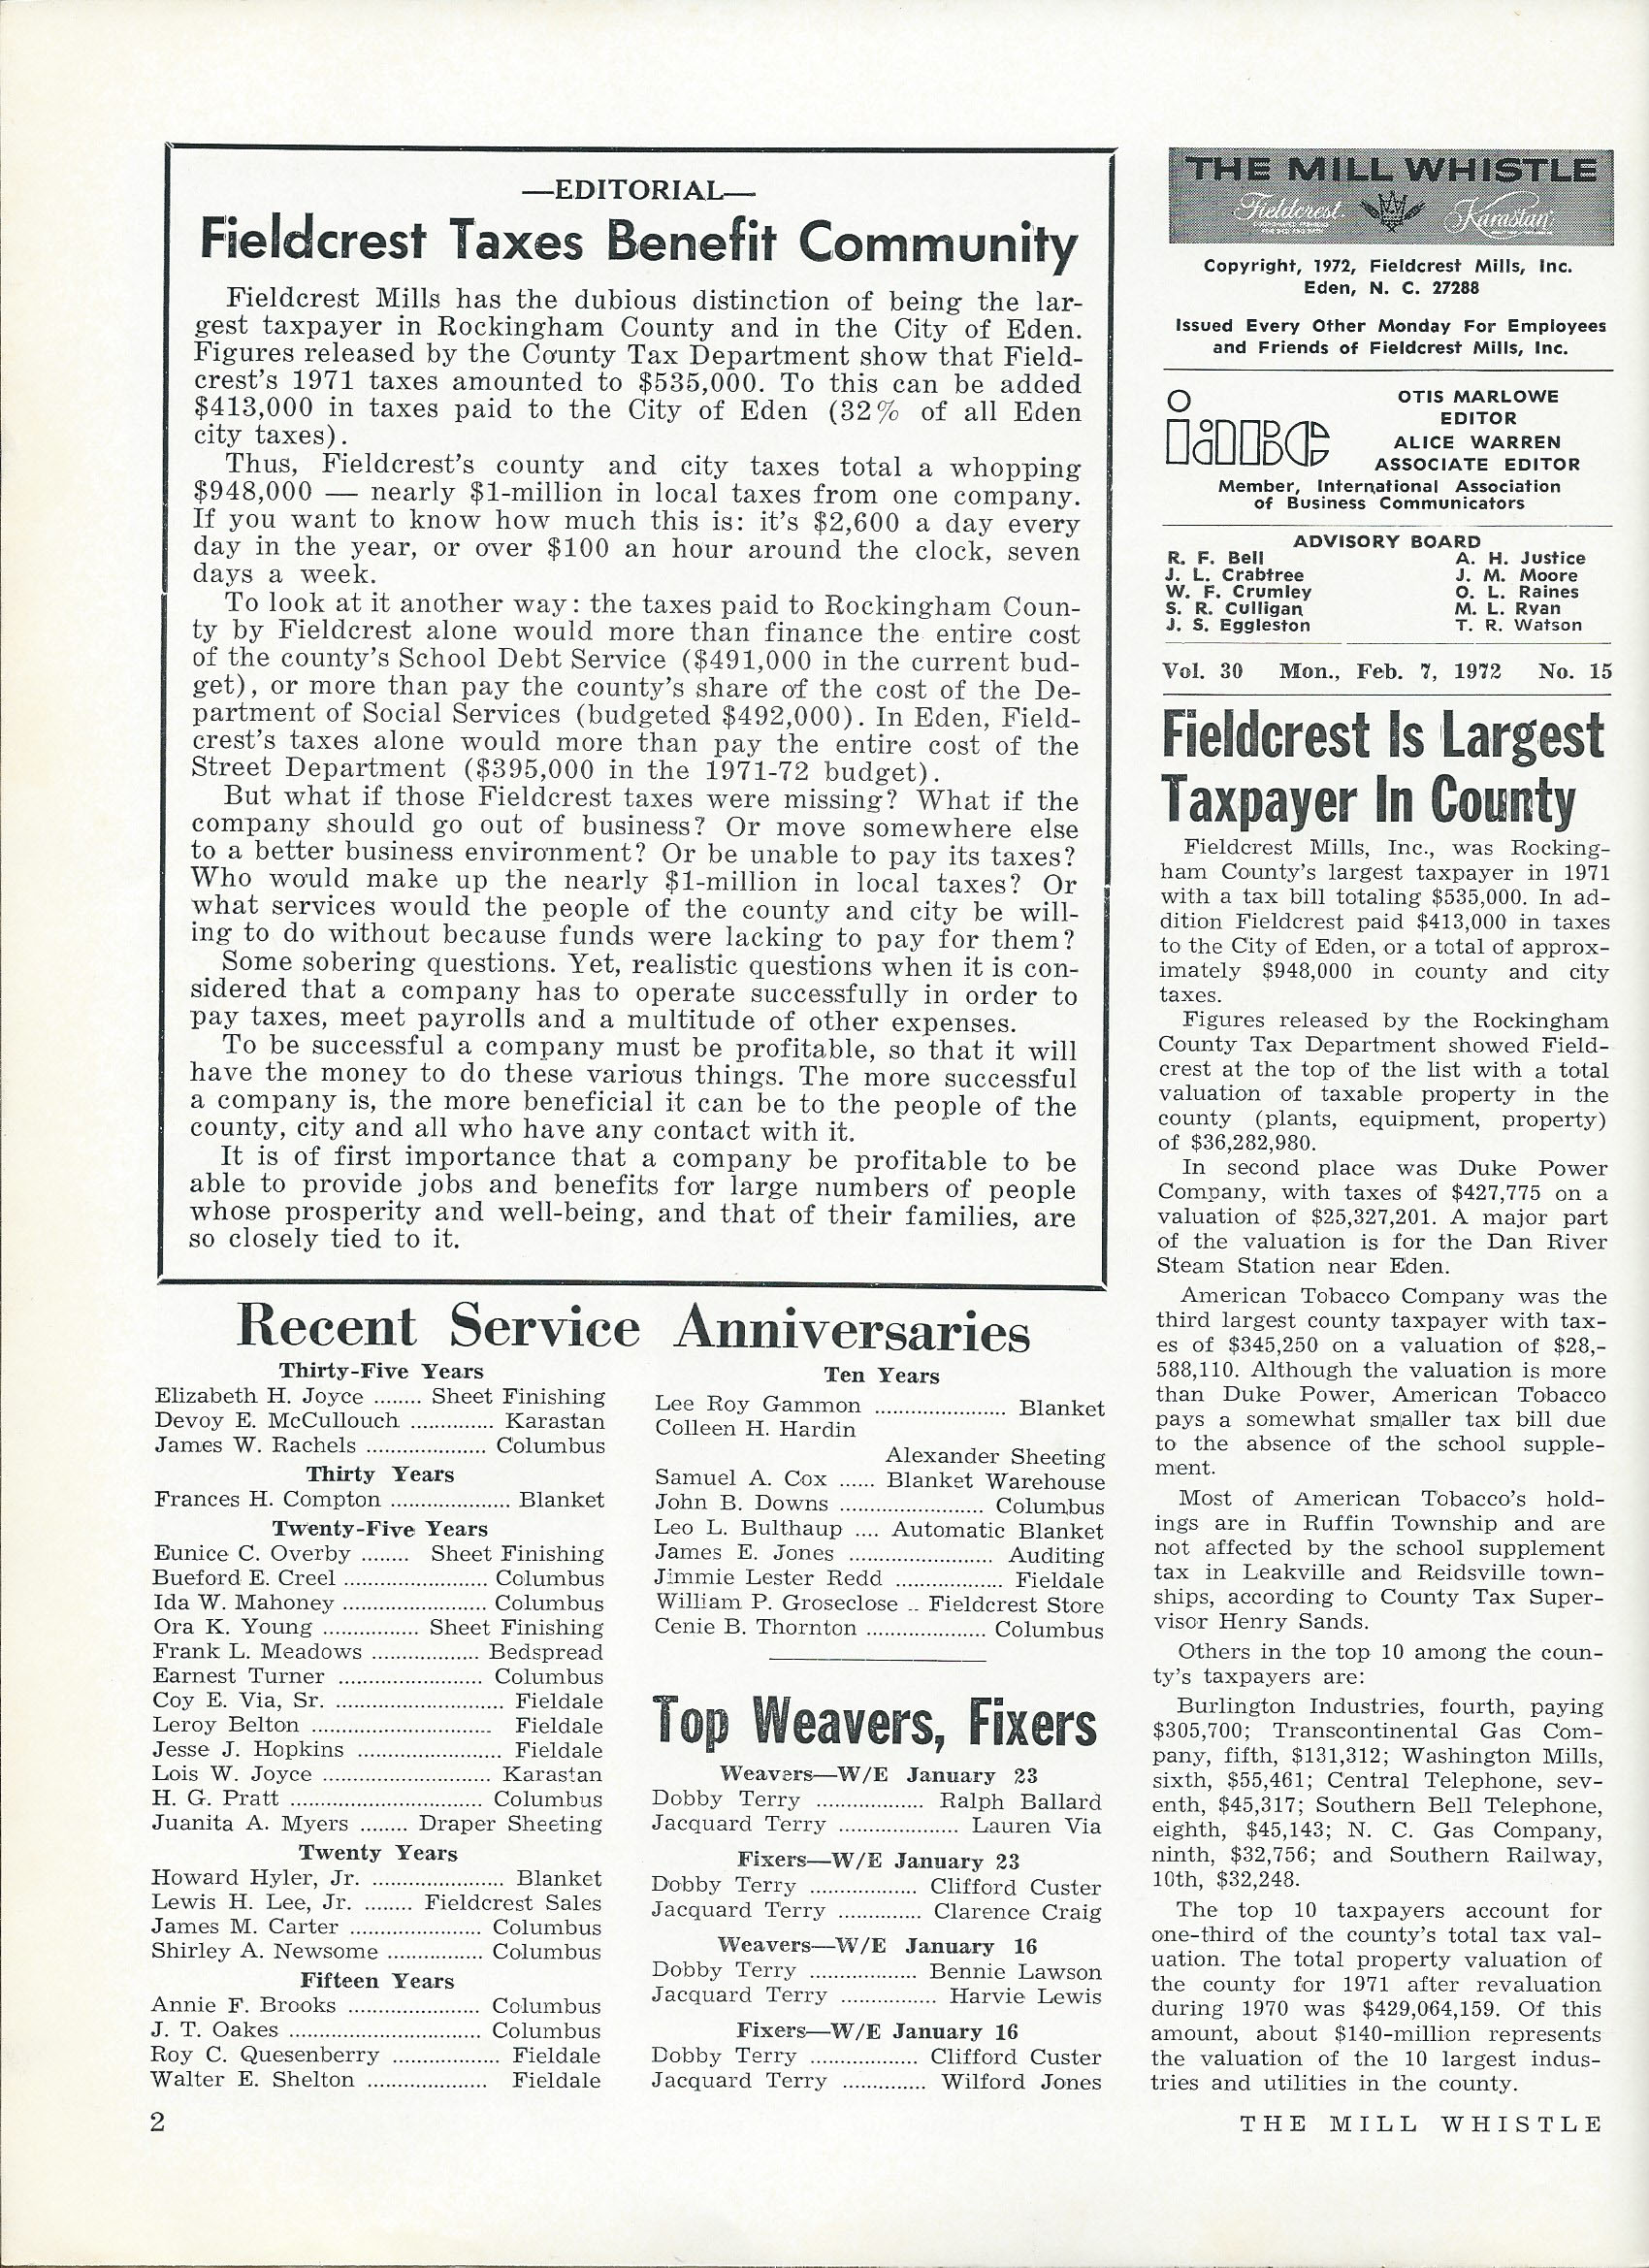 —EDITORIAL—
Fieldcrest Taxes Benefit Community
Fieldcrest Mills has the dubious distinction of being the lar-
gest taxpayer in Rockingham County and in the City of Eden.
Figures released by the County Tax Department show that Field-
crest's 1971 taxes amounted to $535,000. To this can be added
$413,000 in taxes paid to the City of Eden (32% of all Eden
city taxes).
Thus, Fieldcrest's county and city taxes total a whopping
$948,000 — nearly $1-million in local taxes from one company.
If you want to know how much this is: it's $2,600 a day every
day in the year, or over $100 an hour around the clock, seven
days a week.
To look at it another way: the taxes paid to Rockingham Coun-
ty by Fieldcrest alone would more than finance the entire cost
of the county's School Debt Service ($491,000 in the current bud-
get), or more than pay the county's share of the cost of the De-
partment of Social Services (budgeted $492,000). In Eden, Field-
crest's taxes alone would more than pay the entire cost of the
Street Department ($395,000 in the 1971-72 budget).
But what if those Fieldcrest taxes were missing? What if the
company should go out of business? Or move somewhere else
to a better business environment? Or be unable to pay its taxes?
Who would make up the nearly $1-million in local taxes? Or
what services would the people of the county and city be will-
ing to do without because funds were lacking to pay for them?
Some sobering questions. Yet, realistic questions when it is con-
sidered that a company has to operate successfully in order to
pay taxes, meet payrolls and a multitude of other expenses.
To be successful a company must be profitable, so that it will
have the money to do these various things. The more successful
a company is, the more beneficial it can be to the people of the
county, city and all who have any contact with it.
It is of first importance that a company be profitable to be
able to provide jobs and benefits for large numbers of people
whose prosperity and well-being, and that of their families, are
so closely tied to it.
Recent Service Anniversaries
Thirty-Five Years
Elizabeth H. Joyce ........ Sheet Finishing
Devoy E. McCullouch ............. Karastan
James W. Rachels .................... Columbus
Thirty Years
Frances H. Compton ................... Blanket
Twenty-Five Years
Eunice C. Overby ........ Sheet Finishing
Bueford E. Creel ....................... Columbus
Ida W. Mahoney ....................... Columbus
Ora K. Young ................ Sheet Finishing
Frank L. Meadows .................. Bedspread
Earnest Turner ........................ Columbus
Coy E. Via, Sr. ............................ Fieldale
Leroy Belton .............................. Fieldale
Jesse J. Hopkins ........................ Fieldale
Lois W. Joyce ............................ Karastan
H. G. Pratt ................................ Columbus
Juanita A. Myers ........ Draper Sheeting
Twenty Years
Howard Hyler, Jr. ...................... Blanket
Lewis H. Lee, Jr. ........ Fieldcrest Sales
James M. Carter ...................... Columbus
Shirley A. Newsome ................ Columbus
Fifteen Years
Annie F. Brooks ...................... Columbus
J. T. Oakes ................................ Columbus
Roy C. Quesenberry .................. Fieldale
Walter E. Shelton .................... Fieldale
2
Ten Years
Lee Roy Gammon ...................... Blanket
Colleen H. Hardin
Alexander Sheeting
Samuel A. Cox ...... Blanket Warehouse
John B. Downs ........................ Columbus
Leo L. Bulthaup .... Automatic Blanket
James E. Jones ........................ Auditing
Jimmie Lester Redd .................. Fieldale
William P. Groseclose .. Fieldcrest Store
Cenie B. Thornton .................... Columbus
Top Weavers, Fixers
Weavers—W/E January 23
Dobby Terry .................. Ralph Ballard
Jacquard Terry .................... Lauren Via
Fixers—W/E January 23
Dobby Terry .................. Clifford Custer
Jacquard Terry .............. Clarence Craig
Weavers—W/E January 16
Dobby Terry .................. Bennie Lawson
Jacquard Terry ................ Harvie Lewis
Fixers—W/E January 16
Dobby Terry .................. Clifford Custer
Jacquard Terry .............. Wilford Jones
THE MILL WHISTLE
Fieldcrest Karastan
Copyright, 1972, Fieldcrest Mills, Inc.
Eden, N. C. 27288
Issued Every Other Monday For Employees
and Friends of Fieldcrest Mills, Inc.
iabc
OTIS MARLOWE
EDITOR
ALICE WARREN
ASSOCIATE EDITOR
Member, International Association
of Business Communicators
ADVISORY BOARD
R. F. Bell A. H. Justice
J. L. Crabtree J. M. Moore
W. F. Crumley O. L. Raines
S. R. Culligan M. L. Ryan
J. S. Eggleston T. R. Watson
Vol. 30 Mon., Feb. 7, 1972 No. 15
Fieldcrest Is Largest
Taxpayer In County
Fieldcrest Mills, Inc., was Rocking-
ham County's largest taxpayer in 1971
with a tax bill totaling $535,000. In ad-
dition Fieldcrest paid $413,000 in taxes
to the City of Eden, or a total of approx-
imately $948,000 in county and city
taxes.
Figures released by the Rockingham
County Tax Department showed Field-
crest at the top of the list with a total
valuation of taxable property in the
county (plants, equipment, property)
of $36,282,980.
In second place was Duke Power
Company, with taxes of $427,775 on a
valuation of $25,327,201. A major part
of the valuation is for the Dan River
Steam Station near Eden.
American Tobacco Company was the
third largest county taxpayer with tax-
es of $345,250 on a valuation of $28,-
588,110. Although the valuation is more
than Duke Power, American Tobacco
pays a somewhat smaller tax bill due
to the absence of the school supple-
ment.
Most of American Tobacco's hold-
ings are in Ruffin Township and are
not affected by the school supplement
tax in Leakville and Reidsville town-
ships, according to County Tax Super-
visor Henry Sands.
Others in the top 10 among the coun-
ty's taxpayers are:
Burlington Industries, fourth, paying
$305,700; Transcontinental Gas Com-
pany, fifth, $131,312; Washington Mills,
sixth, $55,461; Central Telephone, sev-
enth, $45,317; Southern Bell Telephone,
eighth, $45,143; N. C. Gas Company,
ninth, $32,756; and Southern Railway,
10th, $32,248.
The top 10 taxpayers account for
one-third of the county's total tax val-
uation. The total property valuation of
the county for 1971 after revaluation
during 1970 was $429,064,159. Of this
amount, about $140-million represents
the valuation of the 10 largest indus-
tries and utilities in the county.
THE MILL WHISTLE